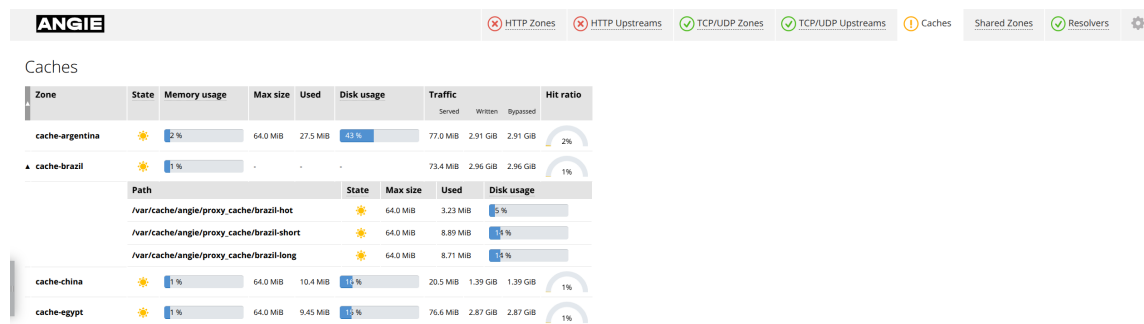 ANGIE HTTP Zones HTTP Upstreams TCP/UDP Zones TCP/UDP Upstreams Caches Shared Zones Resolvers
Caches
Zone State Memory usage Max size Used Disk usage Traffic Hit ratio
Served Written Bypassed
cache-argentina 2 % 64.0 MiB 27.5 MiB 43 % 77.0 MiB 2.91 GiB 2.91 GiB 2%
▲ cache-brazil 1 % - - - 73.4 MiB 2.96 GiB 2.96 GiB 1%
Path State Max size Used Disk usage
/var/cache/angie/proxy_cache/brazil-hot 64.0 MiB 3.23 MiB 5 %
/var/cache/angie/proxy_cache/brazil-short 64.0 MiB 8.89 MiB 14 %
/var/cache/angie/proxy_cache/brazil-long 64.0 MiB 8.71 MiB 14 %
cache-china 1 % 64.0 MiB 10.4 MiB 16 % 20.5 MiB 1.39 GiB 1.39 GiB 1%
cache-egypt 1 % 64.0 MiB 9.45 MiB 15 % 76.6 MiB 2.87 GiB 2.87 GiB 1%